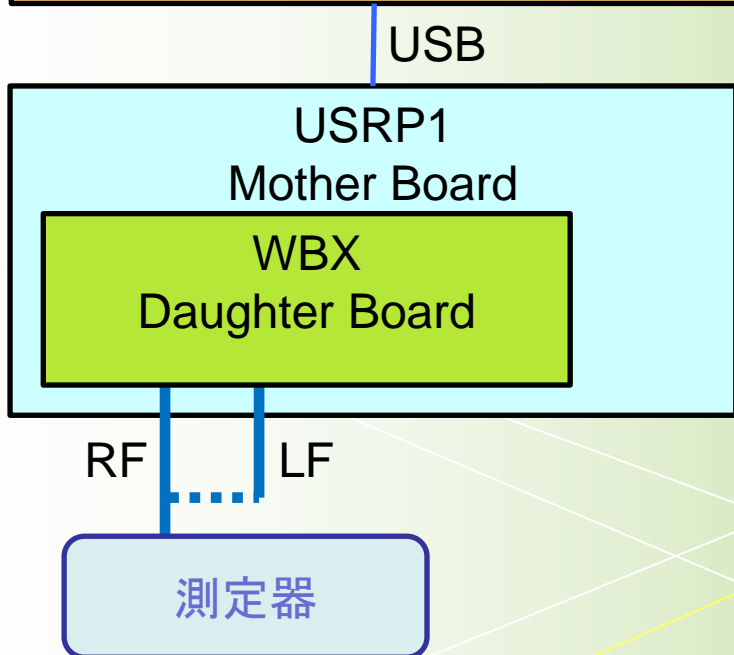 USB
USRP1
Mother Board
WBX
Daughter Board
RF
LF
測定器